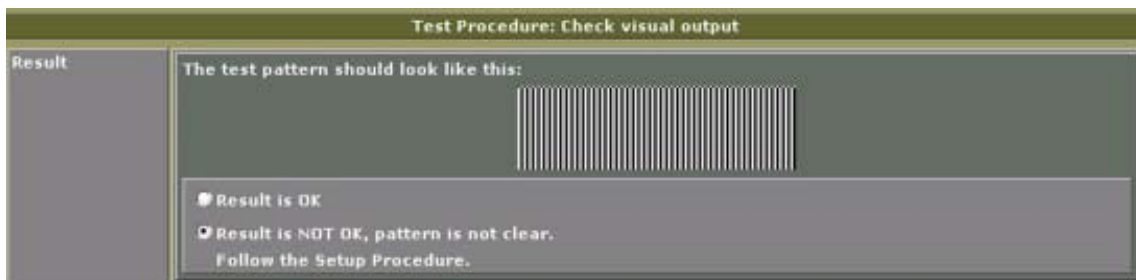 Test Procedure: Check visual output
Result
The test pattern should look like this:
Result is OK
Result is NOT OK, pattern is not clear.
Follow the Setup Procedure.